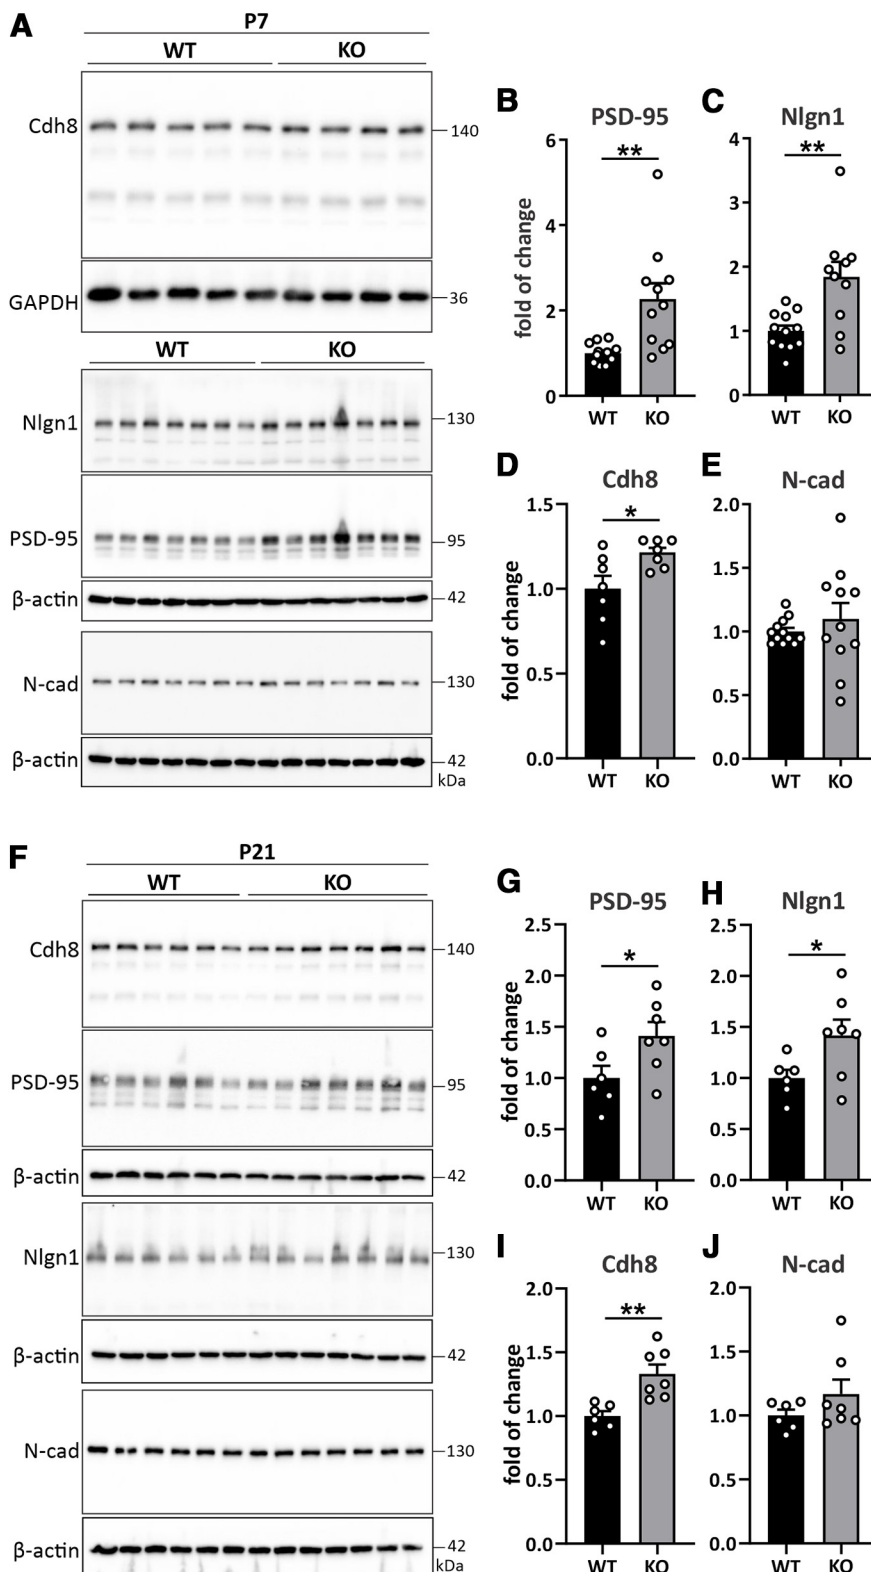 A
P7
WT KO
Cdh8
140
GAPDH
36
WT KO
Nlgn1
130
PSD-95
95
β-actin
42
N-cad
130
β-actin
42
kDa
B
PSD-95
**
fold of change
6
4
2
0
WT KO
C
Nlgn1
**
4
3
2
1
0
WT KO
D
Cdh8
*
fold of change
1.5
1.0
0.5
0.0
WT KO
E
N-cad
2.0
1.5
1.0
0.5
0.0
WT KO
F
P21
WT KO
Cdh8
140
PSD-95
95
β-actin
42
Nlgn1
130
β-actin
42
N-cad
130
β-actin
42
kDa
G
PSD-95
*
fold of change
2.5
2.0
1.5
1.0
0.5
0.0
WT KO
H
Nlgn1
*
2.5
2.0
1.5
1.0
0.5
0.0
WT KO
I
Cdh8
**
fold of change
2.0
1.5
1.0
0.5
0.0
WT KO
J
N-cad
2.0
1.5
1.0
0.5
0.0
WT KO